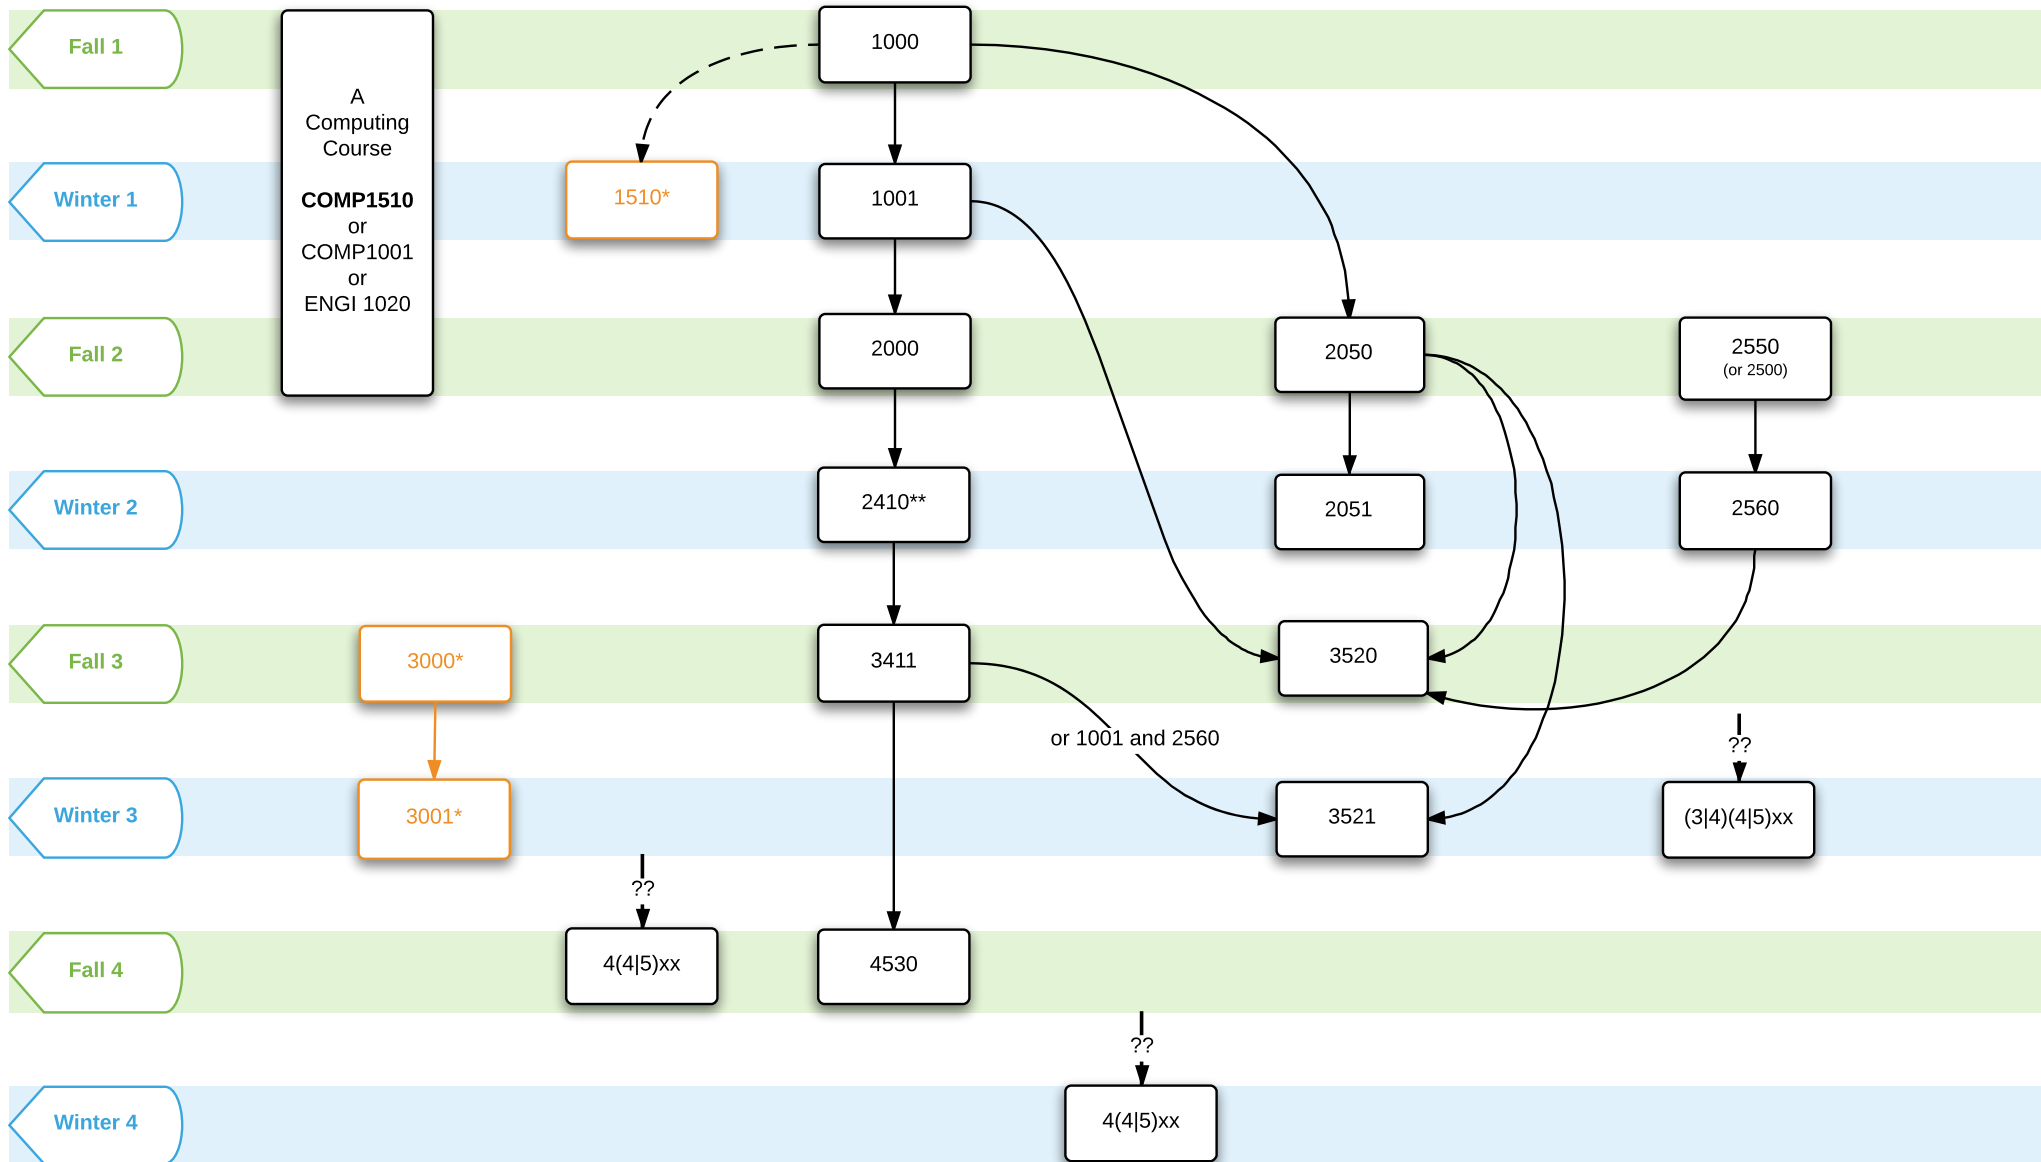 Fall 1
1000
A
Computing
Course
COMP1510
or
COMP1001
or
ENGI 1020
Winter 1
1510*
1001
Fall 2
2000
2050
2550
(or 2500)
Winter 2
2410**
2051
2560
Fall 3
3000*
3411
3520
or 1001 and 2560
??
Winter 3
3001*
3521
(3|4)(4|5)xx
??
Fall 4
4(4|5)xx
4530
??
Winter 4
4(4|5)xx